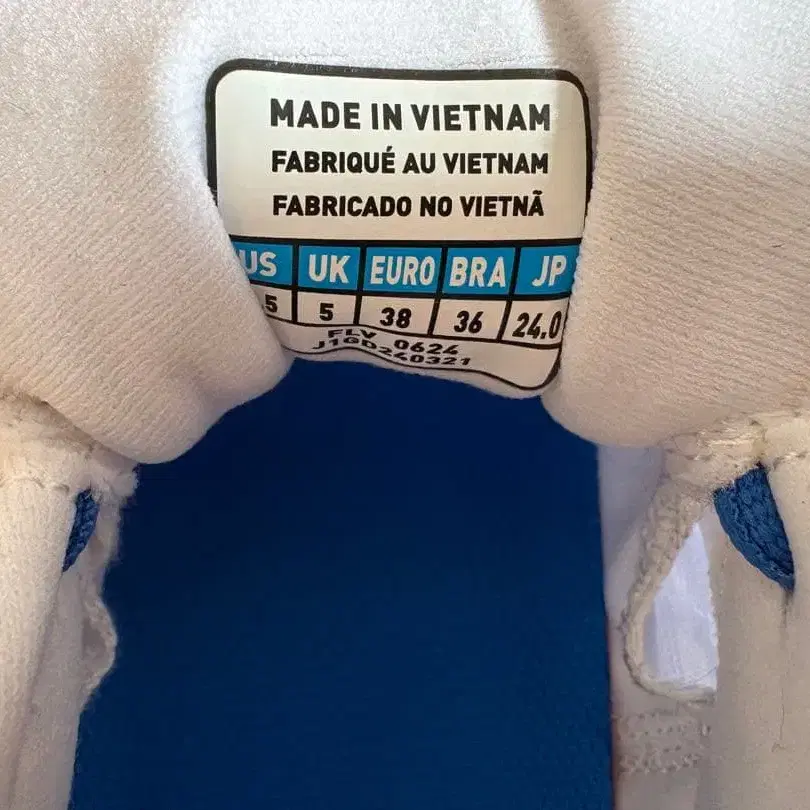 MADE IN VIETNAM
FABRIQUÉ AU VIETNAM
FABRICADO NO VIETNÃ
US UK EURO BRA JP
5 5 38 36 24.0
FLV 0624
J1GD240321